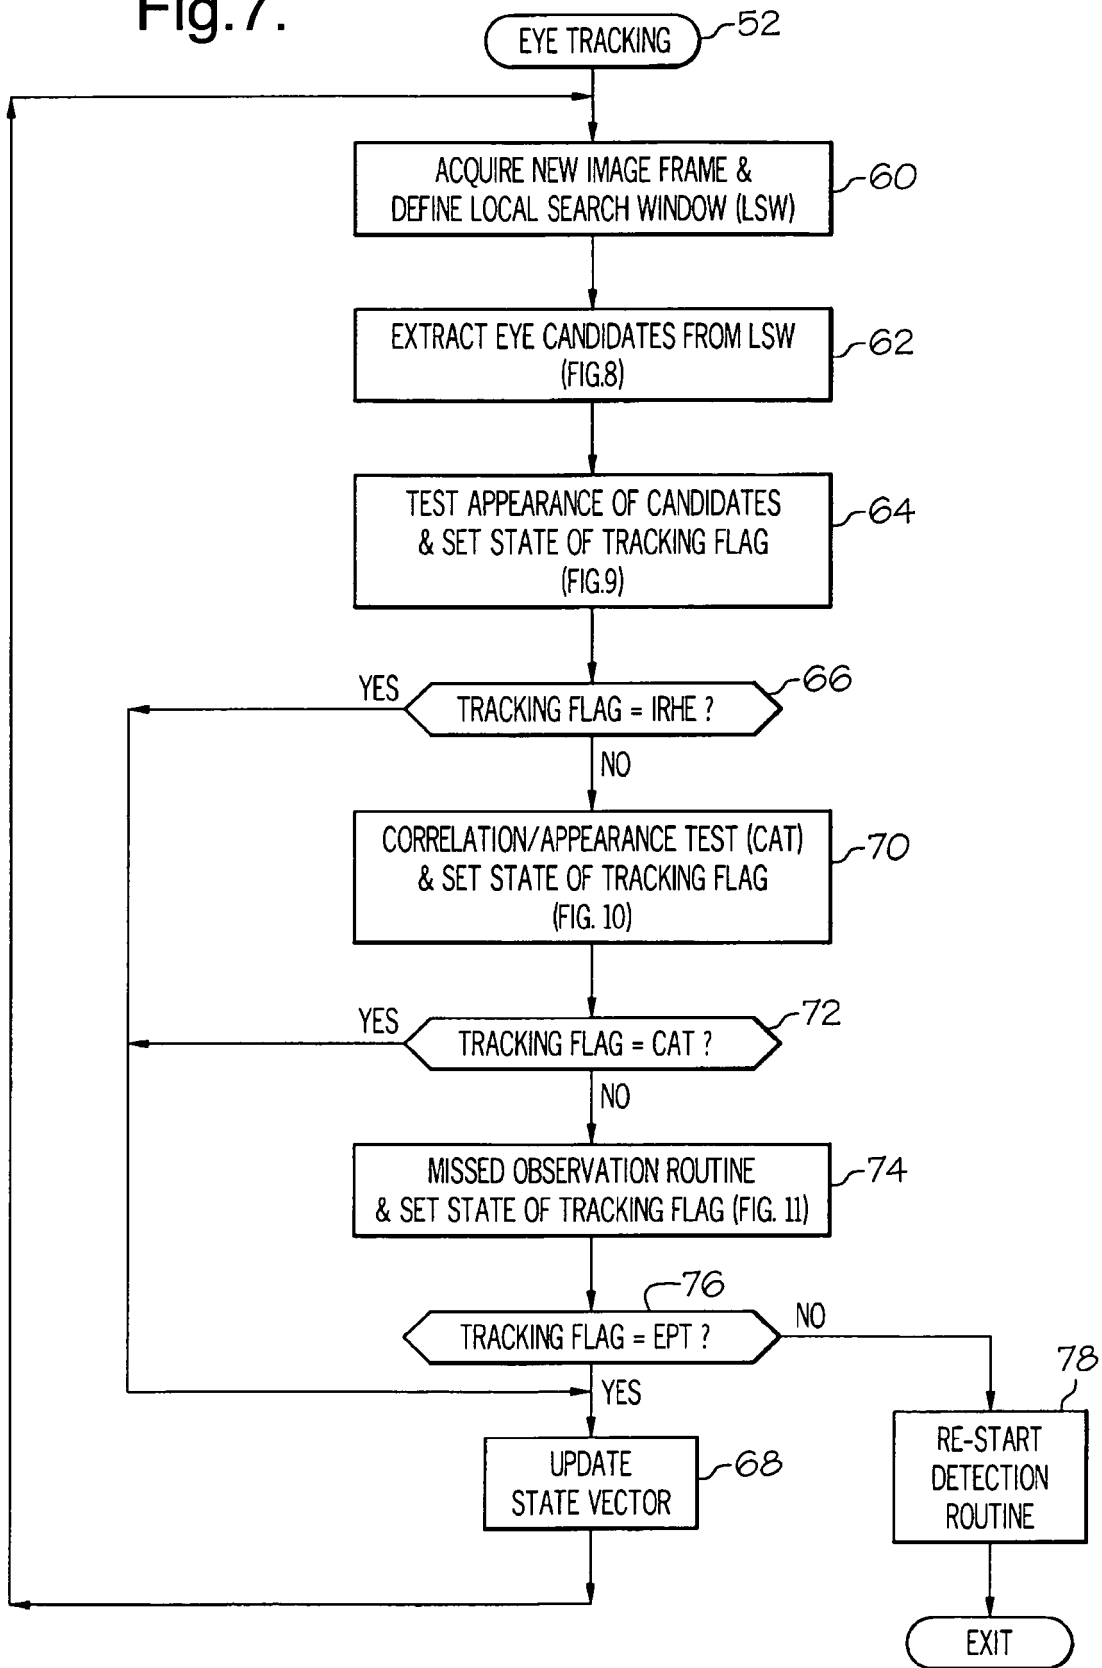 Fig.7.
EYE TRACKING
52
ACQUIRE NEW IMAGE FRAME &
DEFINE LOCAL SEARCH WINDOW (LSW)
60
EXTRACT EYE CANDIDATES FROM LSW
(FIG.8)
62
TEST APPEARANCE OF CANDIDATES
& SET STATE OF TRACKING FLAG
(FIG.9)
64
TRACKING FLAG = IRHE ?
66
YES
NO
CORRELATION/APPEARANCE TEST (CAT)
& SET STATE OF TRACKING FLAG
(FIG. 10)
70
TRACKING FLAG = CAT ?
72
YES
NO
MISSED OBSERVATION ROUTINE
& SET STATE OF TRACKING FLAG (FIG. 11)
74
TRACKING FLAG = EPT ?
76
NO
YES
UPDATE
STATE VECTOR
68
RE-START
DETECTION
ROUTINE
78
EXIT